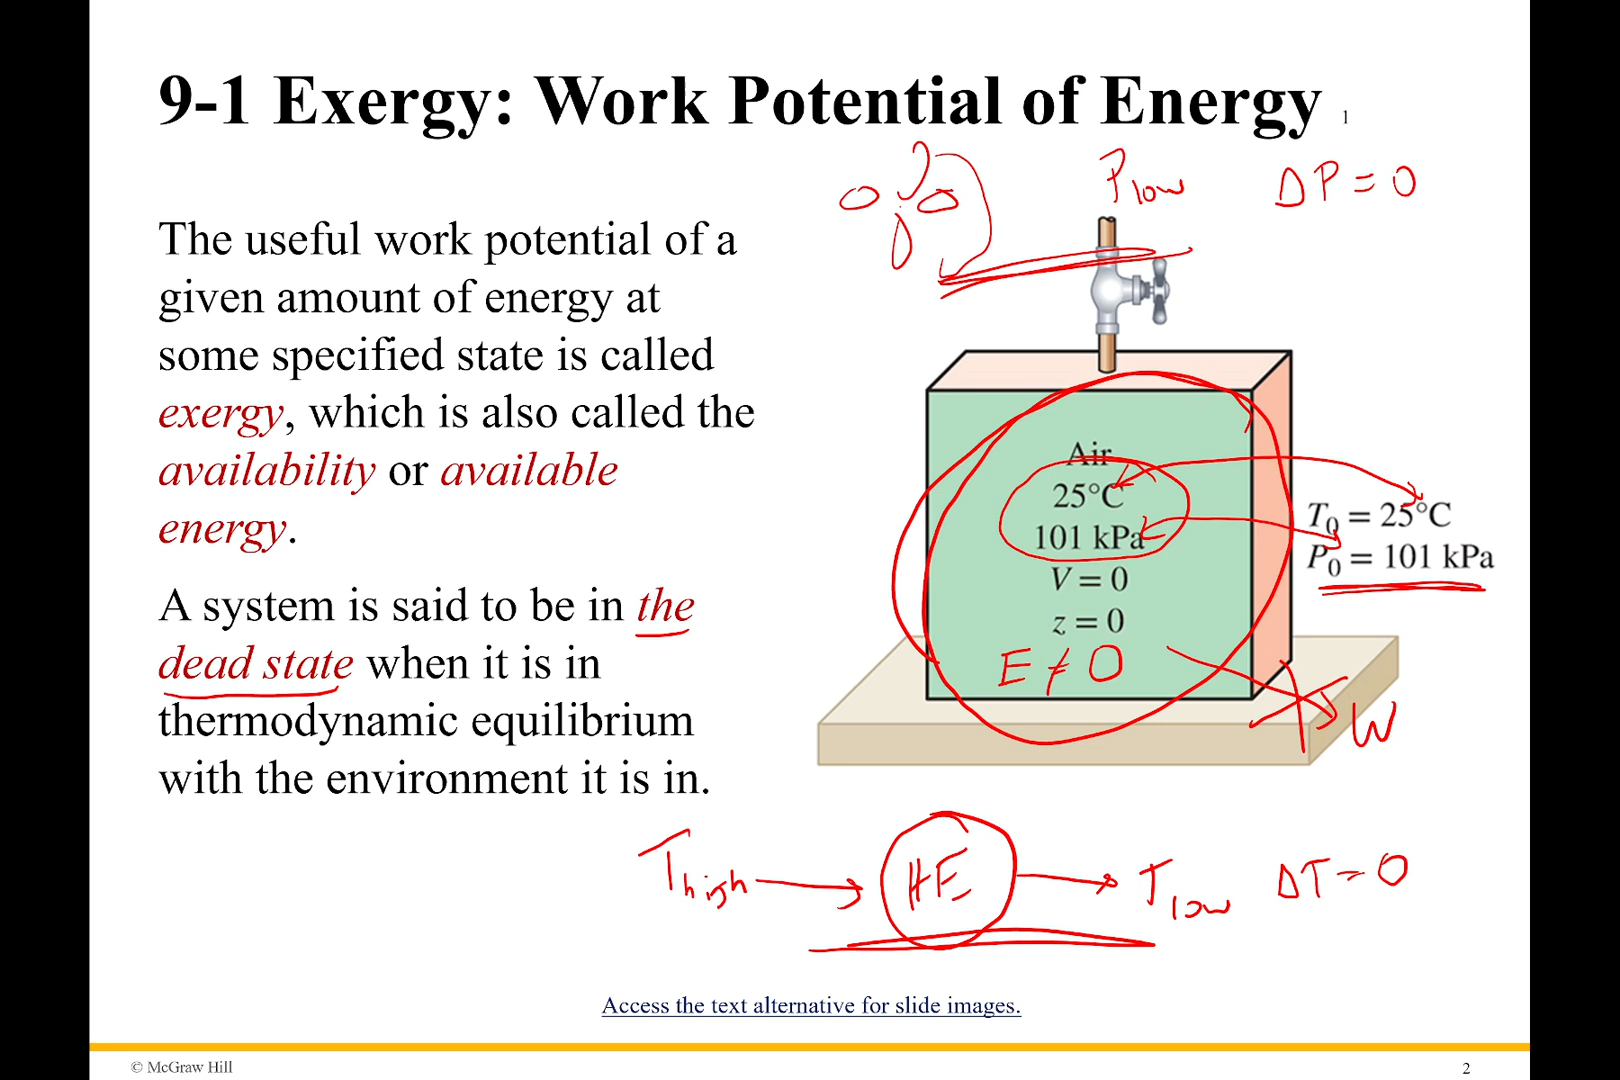 9-1 Exergy: Work Potential of Energy 1
P low ΔP = 0
The useful work potential of a
given amount of energy at
some specified state is called
exergy, which is also called the
availability or available
energy.
A system is said to be in the
dead state when it is in
thermodynamic equilibrium
with the environment it is in.
Air
25°C
101 kPa
V = 0
z = 0
E ≠ 0
T0 = 25°C
P0 = 101 kPa
W
T high HE T low ΔT = 0
Access the text alternative for slide images.
© McGraw Hill
2